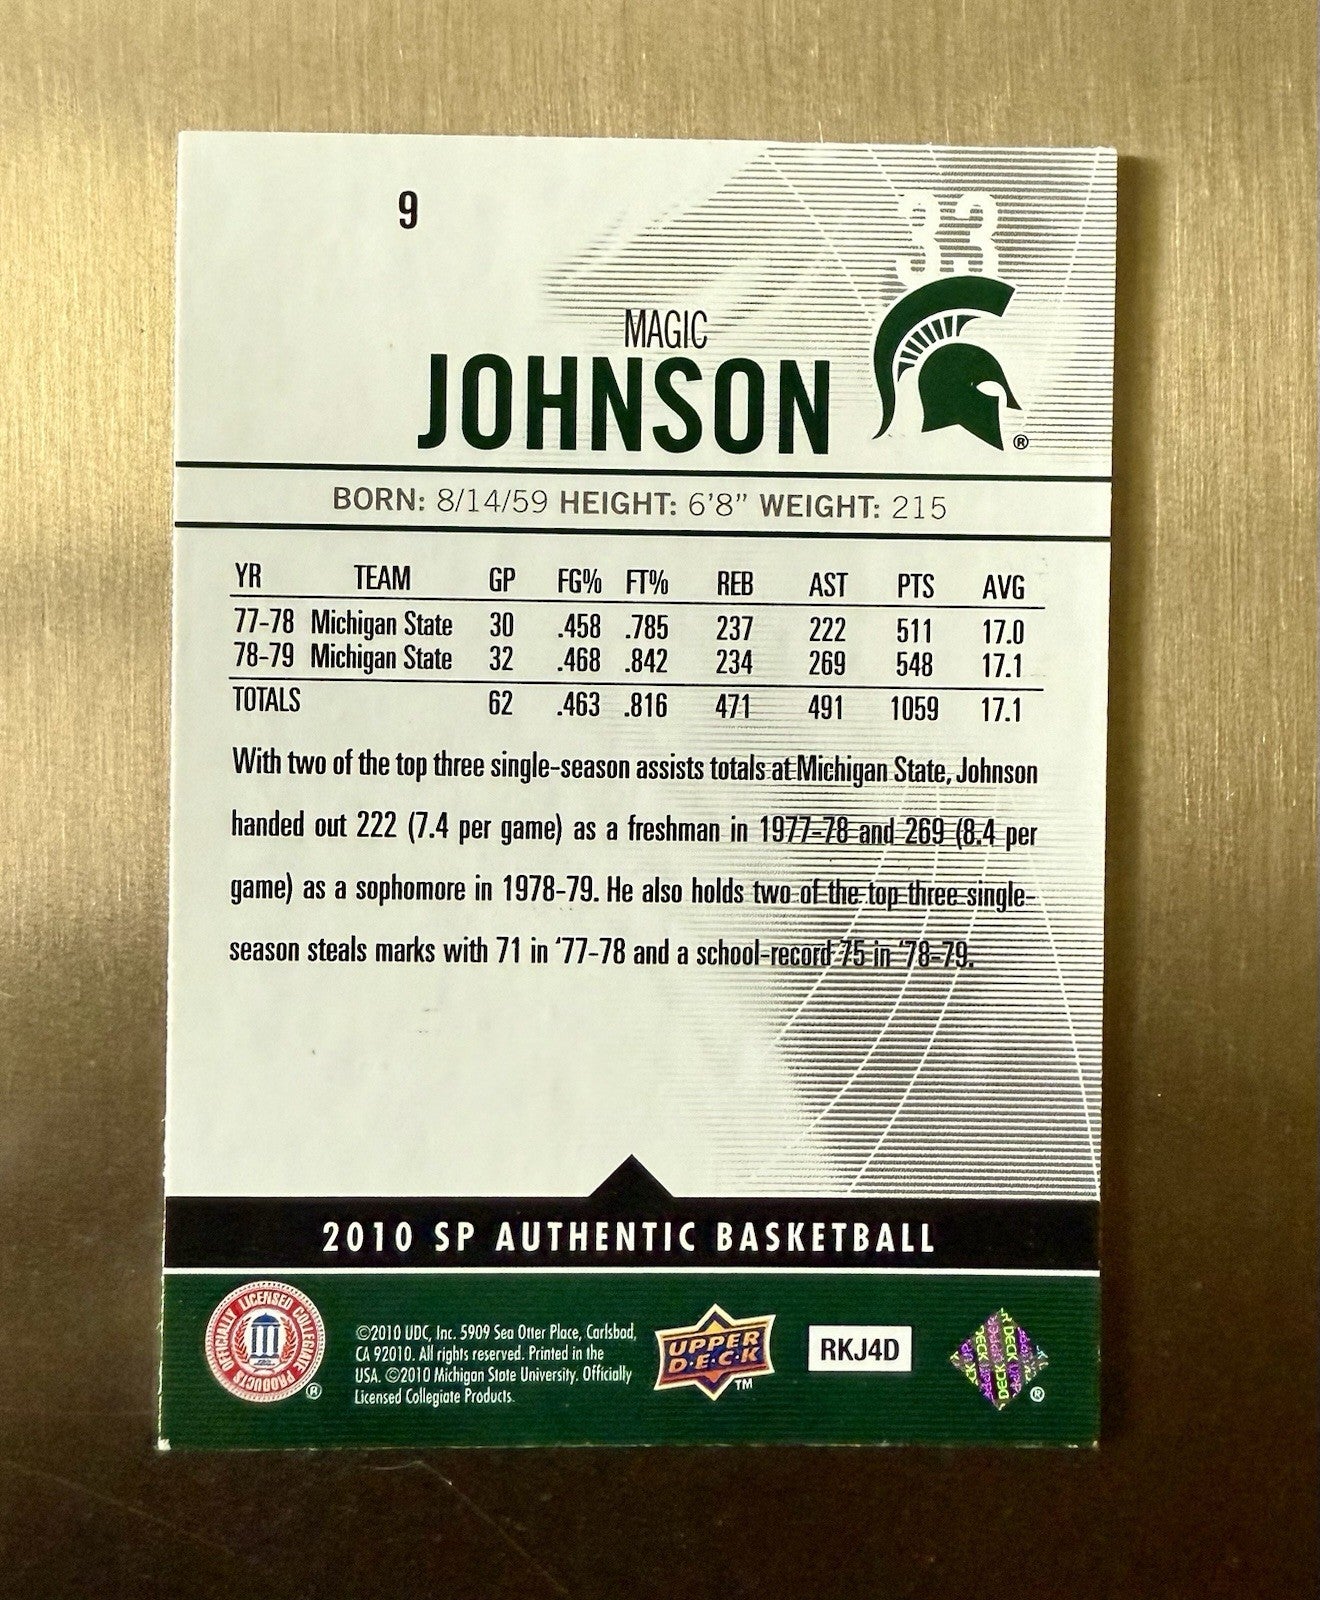 9
33
MAGIC
JOHNSON
®
BORN: 8/14/59 HEIGHT: 6'8" WEIGHT: 215
YR TEAM GP FG% FT% REB AST PTS AVG
77-78 Michigan State 30 .458 .785 237 222 511 17.0
78-79 Michigan State 32 .468 .842 234 269 548 17.1
TOTALS 62 .463 .816 471 491 1059 17.1
With two of the top three single-season assists totals at Michigan State, Johnson
handed out 222 (7.4 per game) as a freshman in 1977-78 and 269 (8.4 per
game) as a sophomore in 1978-79. He also holds two of the top three single-
season steals marks with 71 in '77-78 and a school-record 75 in '78-79.
2010 SP AUTHENTIC BASKETBALL
OFFICIALLY LICENSED COLLEGIATE PRODUCTS
®
©2010 UDC, Inc. 5909 Sea Otter Place, Carlsbad,
CA 92010. All rights reserved. Printed in the
USA. ©2010 Michigan State University. Officially
Licensed Collegiate Products.
UPPER
D·E·C·K
TM
RKJ4D
UPPER DECK
®